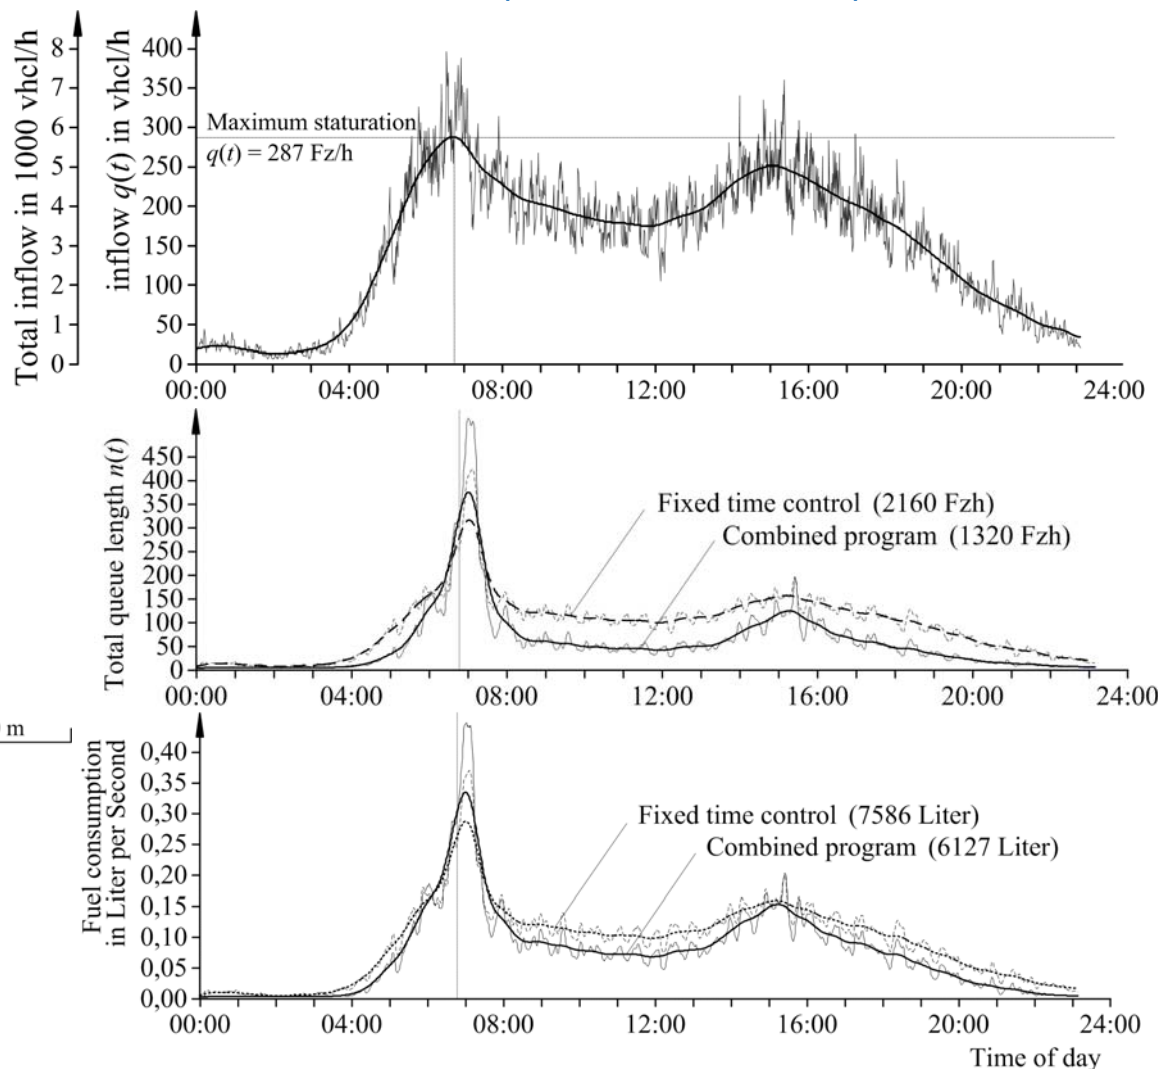 Total inflow in 1000 vhcl/h
8
7
6
5
4
3
2
1
0
inflow q(t) in vhcl/h
400
350
300
250
200
150
100
50
0
Maximum staturation
q(t) = 287 Fz/h
00:00 04:00 08:00 12:00 16:00 20:00 24:00
Total queue length n(t)
450
400
350
300
250
200
150
100
50
0
Fixed time control (2160 Fzh)
Combined program (1320 Fzh)
00:00 04:00 08:00 12:00 16:00 20:00 24:00
m
Fuel consumption
in Liter per Second
0,40
0,35
0,30
0,25
0,20
0,15
0,10
0,05
0,00
Fixed time control (7586 Liter)
Combined program (6127 Liter)
00:00 04:00 08:00 12:00 16:00 20:00 24:00
Time of day